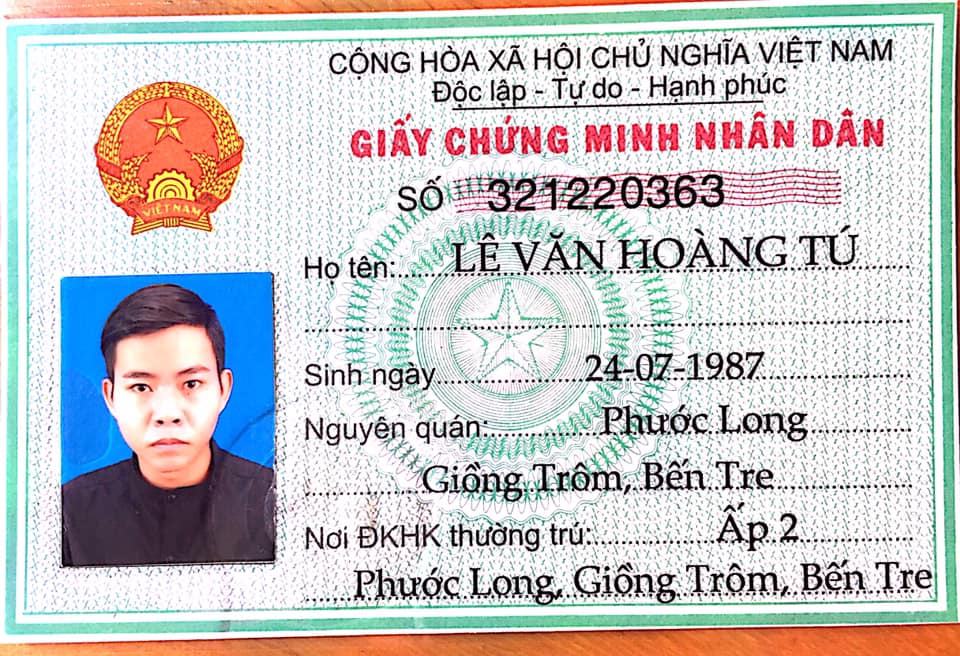 CỘNG HÒA XÃ HỘI CHỦ NGHĨA VIỆT NAM
Độc lập - Tự do - Hạnh phúc
GIẤY CHỨNG MINH NHÂN DÂN
SỐ 321220363
VIỆT NAM
Họ tên: LÊ VĂN HOÀNG TÚ
Sinh ngày 24-07-1987
Nguyên quán: Phước Long
Giồng Trôm, Bến Tre
Nơi ĐKHK thường trú: Ấp 2
Phước Long, Giồng Trôm, Bến Tre